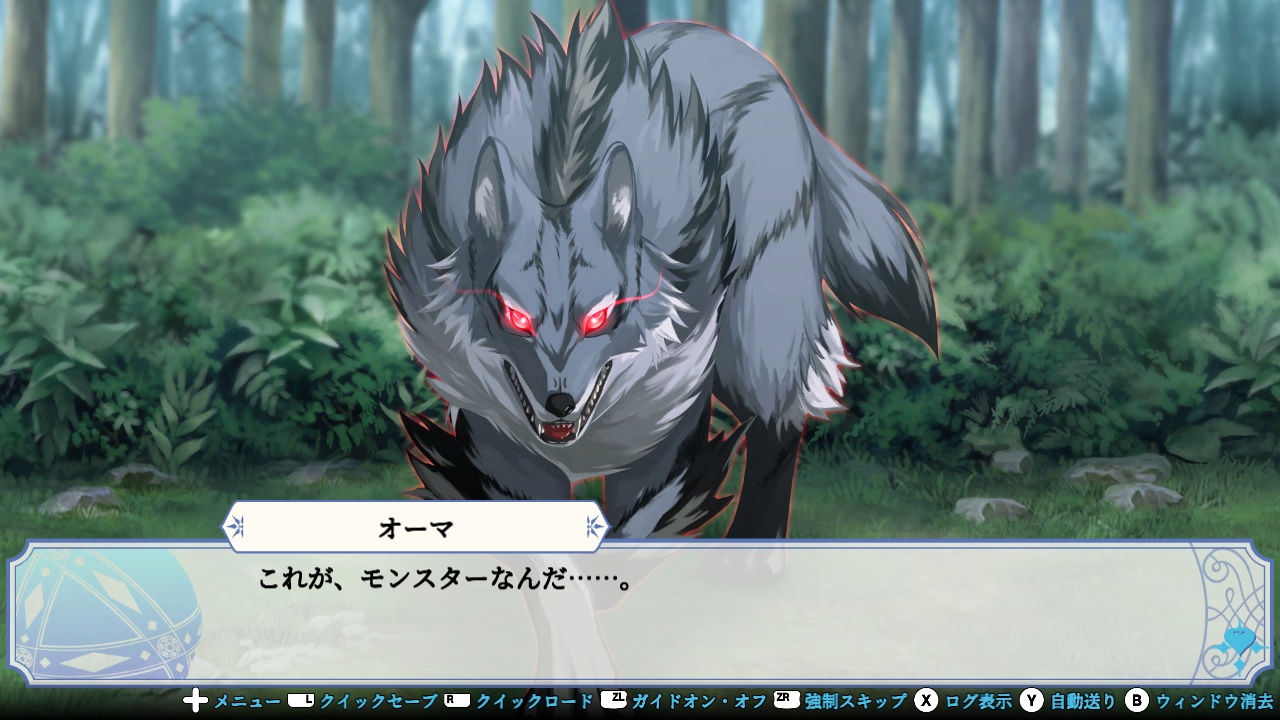 オーマ
これが、モンスターなんだ……。
メニュー L クイックセーブ R クイックロード ZL ガイドオン・オフ ZR 強制スキップ X ログ表示 Y 自動送り B ウィンドウ消去